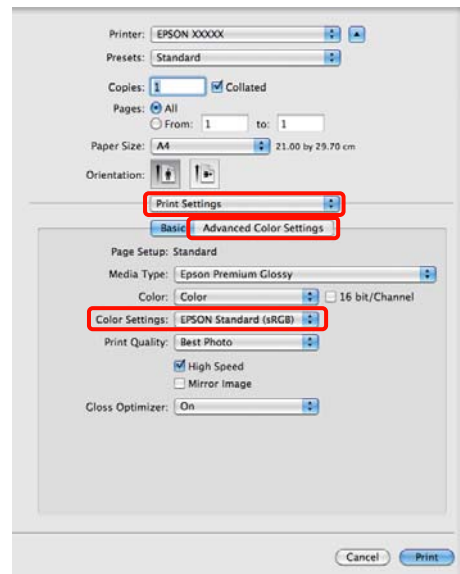 Printer: EPSON XXXXX
Presets: Standard
Copies: 1 Collated
Pages: All
From: 1 to: 1
Paper Size: A4 21.00 by 29.70 cm
Orientation:
Print Settings
Basic Advanced Color Settings
Page Setup: Standard
Media Type: Epson Premium Glossy
Color: Color 16 bit/Channel
Color Settings: EPSON Standard (sRGB)
Print Quality: Best Photo
High Speed
Mirror Image
Gloss Optimizer: On
Cancel Print